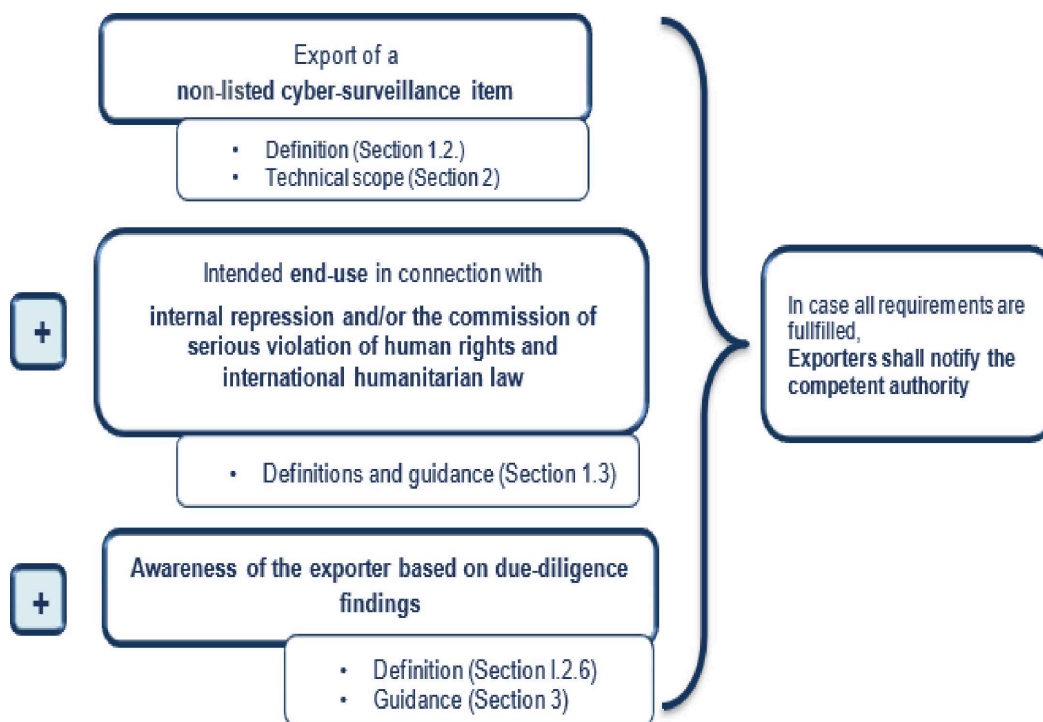 Export of a
non-listed cyber-surveillance item
• Definition (Section 1.2.)
• Technical scope (Section 2)
+
Intended end-use in connection with
internal repression and/or the commission of
serious violation of human rights and
international humanitarian law
• Definitions and guidance (Section 1.3)
+
Awareness of the exporter based on due-diligence
findings
• Definition (Section I.2.6)
• Guidance (Section 3)
In case all requirements are
fullfilled,
Exporters shall notify the
competent authority